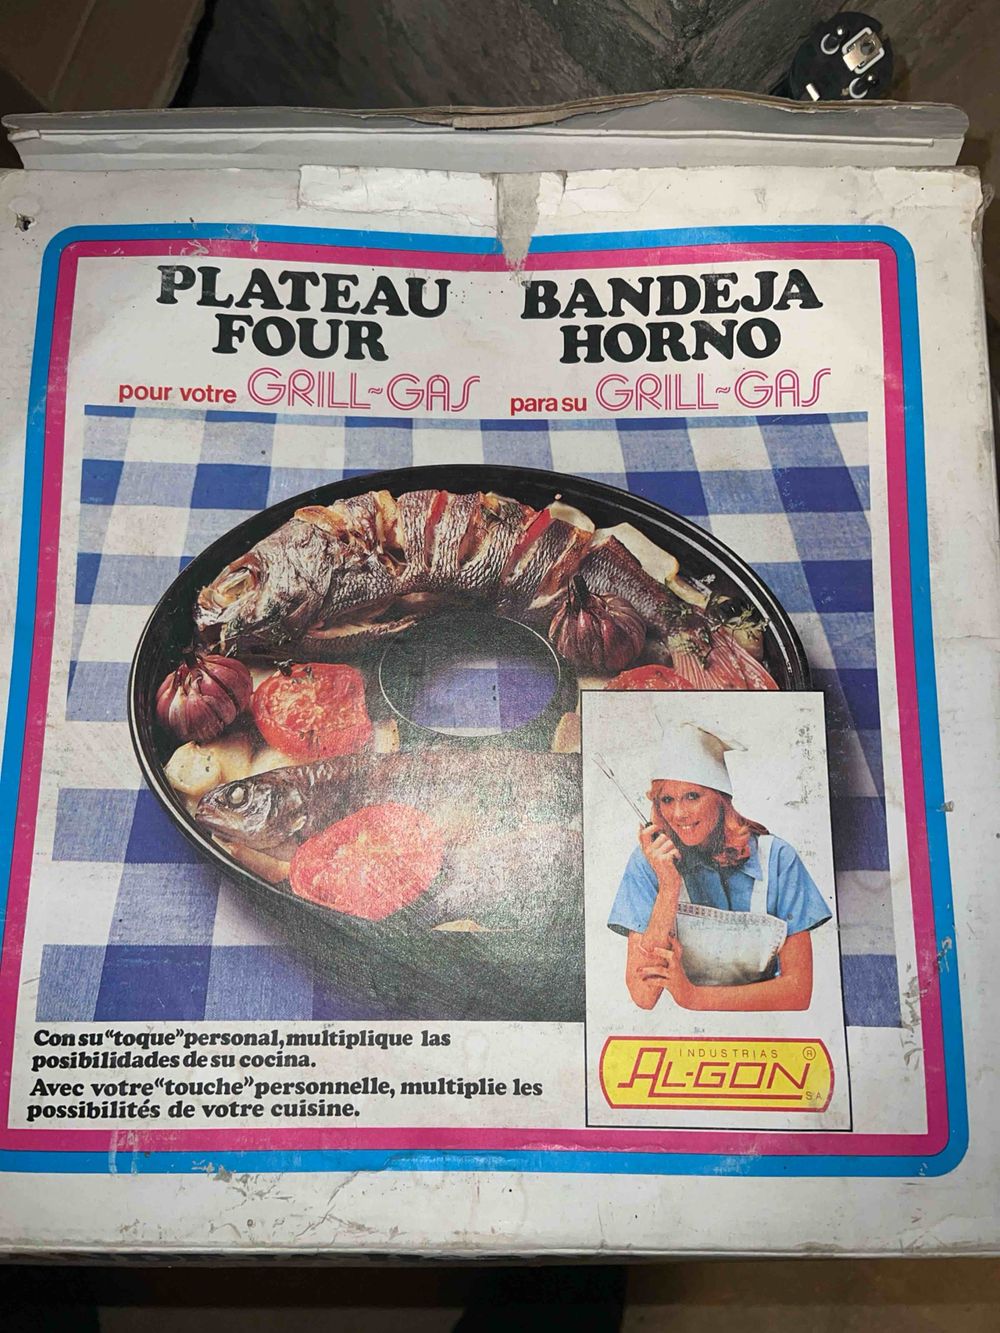 PLATEAU
FOUR
pour votre GRILL~GAS
BANDEJA
HORNO
para su GRILL~GAS
Con su “toque” personal, multiplique las
posibilidades de su cocina.
Avec votre “touche” personnelle, multiplie les
possibilités de votre cuisine.
INDUSTRIAS ®
AL-GON
S.A.